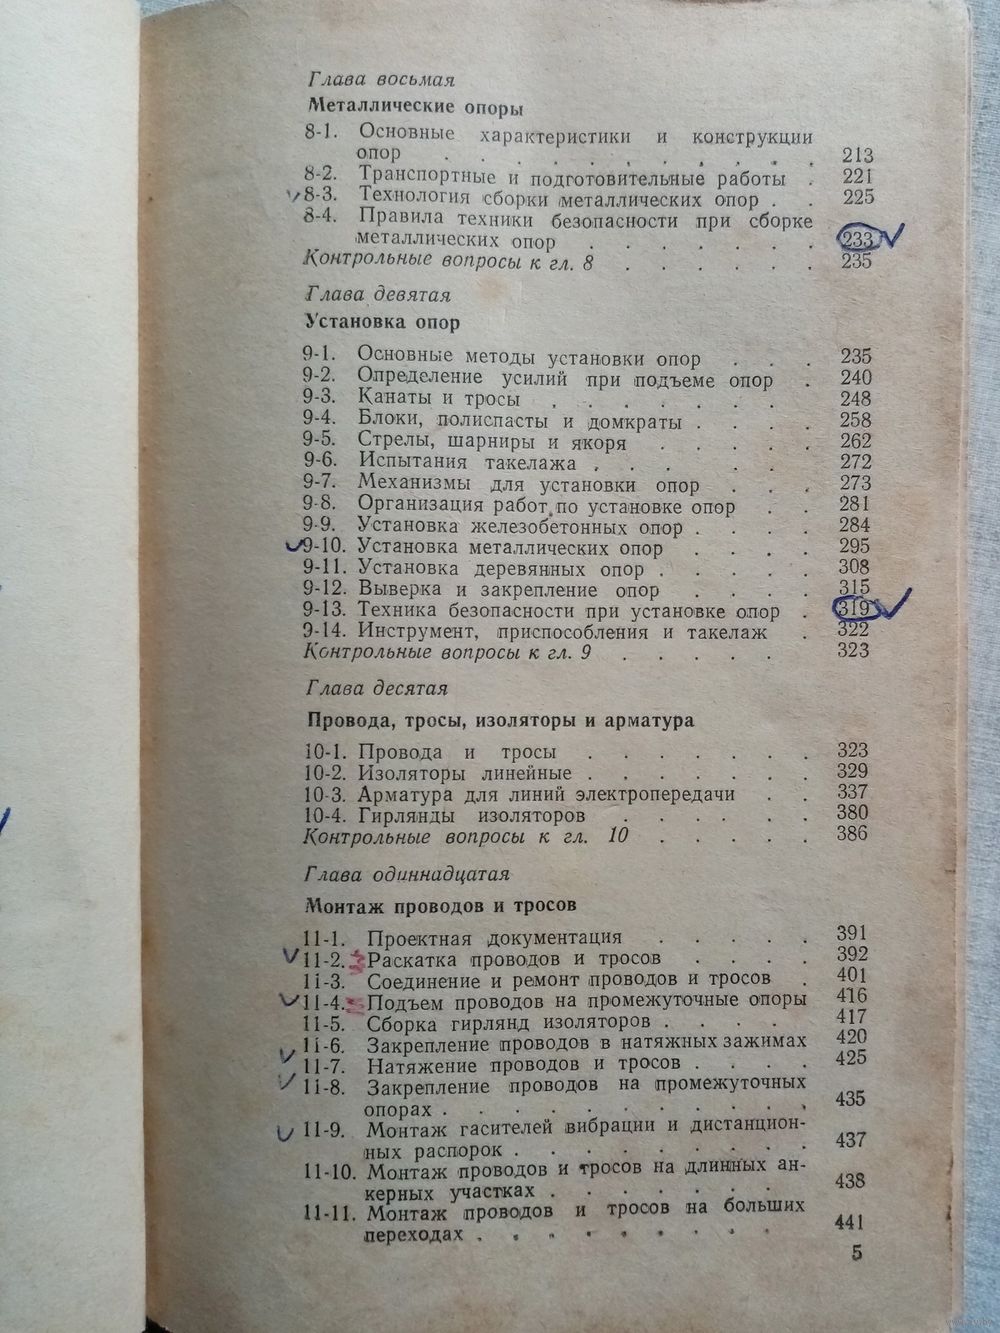 Глава восьмая
Металлические опоры
8-1. Основные характеристики и конструкции
опор . . . . . . . . . . . 213
8-2. Транспортные и подготовительные работы . 221
8-3. Технология сборки металлических опор . . 225
8-4. Правила техники безопасности при сборке
металлических опор . . . . . . . 233
Контрольные вопросы к гл. 8 . . . . . . 235
Глава девятая
Установка опор
9-1. Основные методы установки опор . . . 235
9-2. Определение усилий при подъеме опор . 240
9-3. Канаты и тросы . . . . . . . 248
9-4. Блоки, полиспасты и домкраты . . . . 258
9-5. Стрелы, шарниры и якоря . . . . . 262
9-6. Испытания такелажа . . . . . 272
9-7. Механизмы для установки опор . . . 273
9-8. Организация работ по установке опор . . 281
9-9. Установка железобетонных опор . . . . 284
9-10. Установка металлических опор . . . . 295
9-11. Установка деревянных опор . . . . . 308
9-12. Выверка и закрепление опор . . . . 315
9-13. Техника безопасности при установке опор . 319
9-14. Инструмент, приспособления и такелаж . 322
Контрольные вопросы к гл. 9 . . . . . 323
Глава десятая
Провода, тросы, изоляторы и арматура
10-1. Провода и тросы . . . . . . . 323
10-2. Изоляторы линейные . . . . . . . 329
10-3. Арматура для линий электропередачи . . 337
10-4. Гирлянды изоляторов . . . . . . 380
Контрольные вопросы к гл. 10 . . . . . 386
Глава одиннадцатая
Монтаж проводов и тросов
11-1. Проектная документация . . . . . 391
11-2. Раскатка проводов и тросов . . . . 392
11-3. Соединение и ремонт проводов и тросов . 401
11-4. Подъем проводов на промежуточные опоры 416
11-5. Сборка гирлянд изоляторов . . . . 417
11-6. Закрепление проводов в натяжных зажимах 420
11-7. Натяжение проводов и тросов . . . . 425
11-8. Закрепление проводов на промежуточных
опорах . . . . . . . . . . . 435
11-9. Монтаж гасителей вибрации и дистанцион-
ных распорок . . . . . . . . . 437
11-10. Монтаж проводов и тросов на длинных ан-
керных участках . . . . . . . 438
11-11. Монтаж проводов и тросов на больших
переходах . . . . . . . . . 441
5